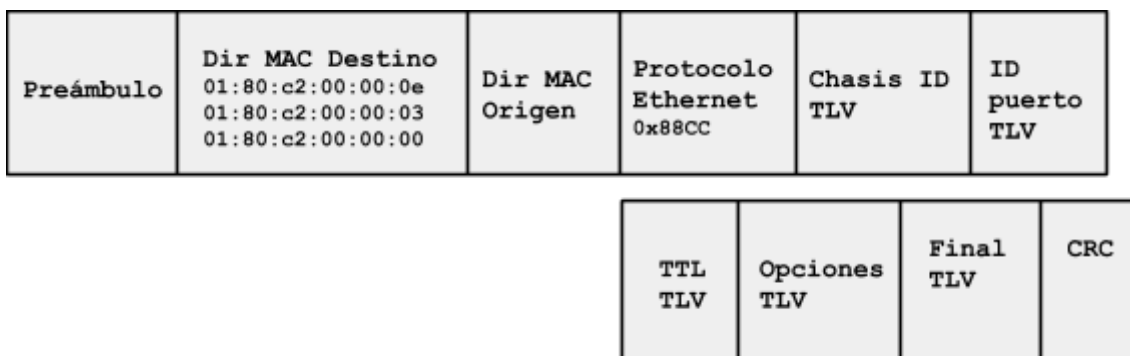 Preámbulo
Dir MAC Destino
01:80:c2:00:00:0e
01:80:c2:00:00:03
01:80:c2:00:00:00
Dir MAC
Origen
Protocolo
Ethernet
0x88CC
Chasis ID
TLV
ID
puerto
TLV
TTL
TLV
Opciones
TLV
Final
TLV
CRC